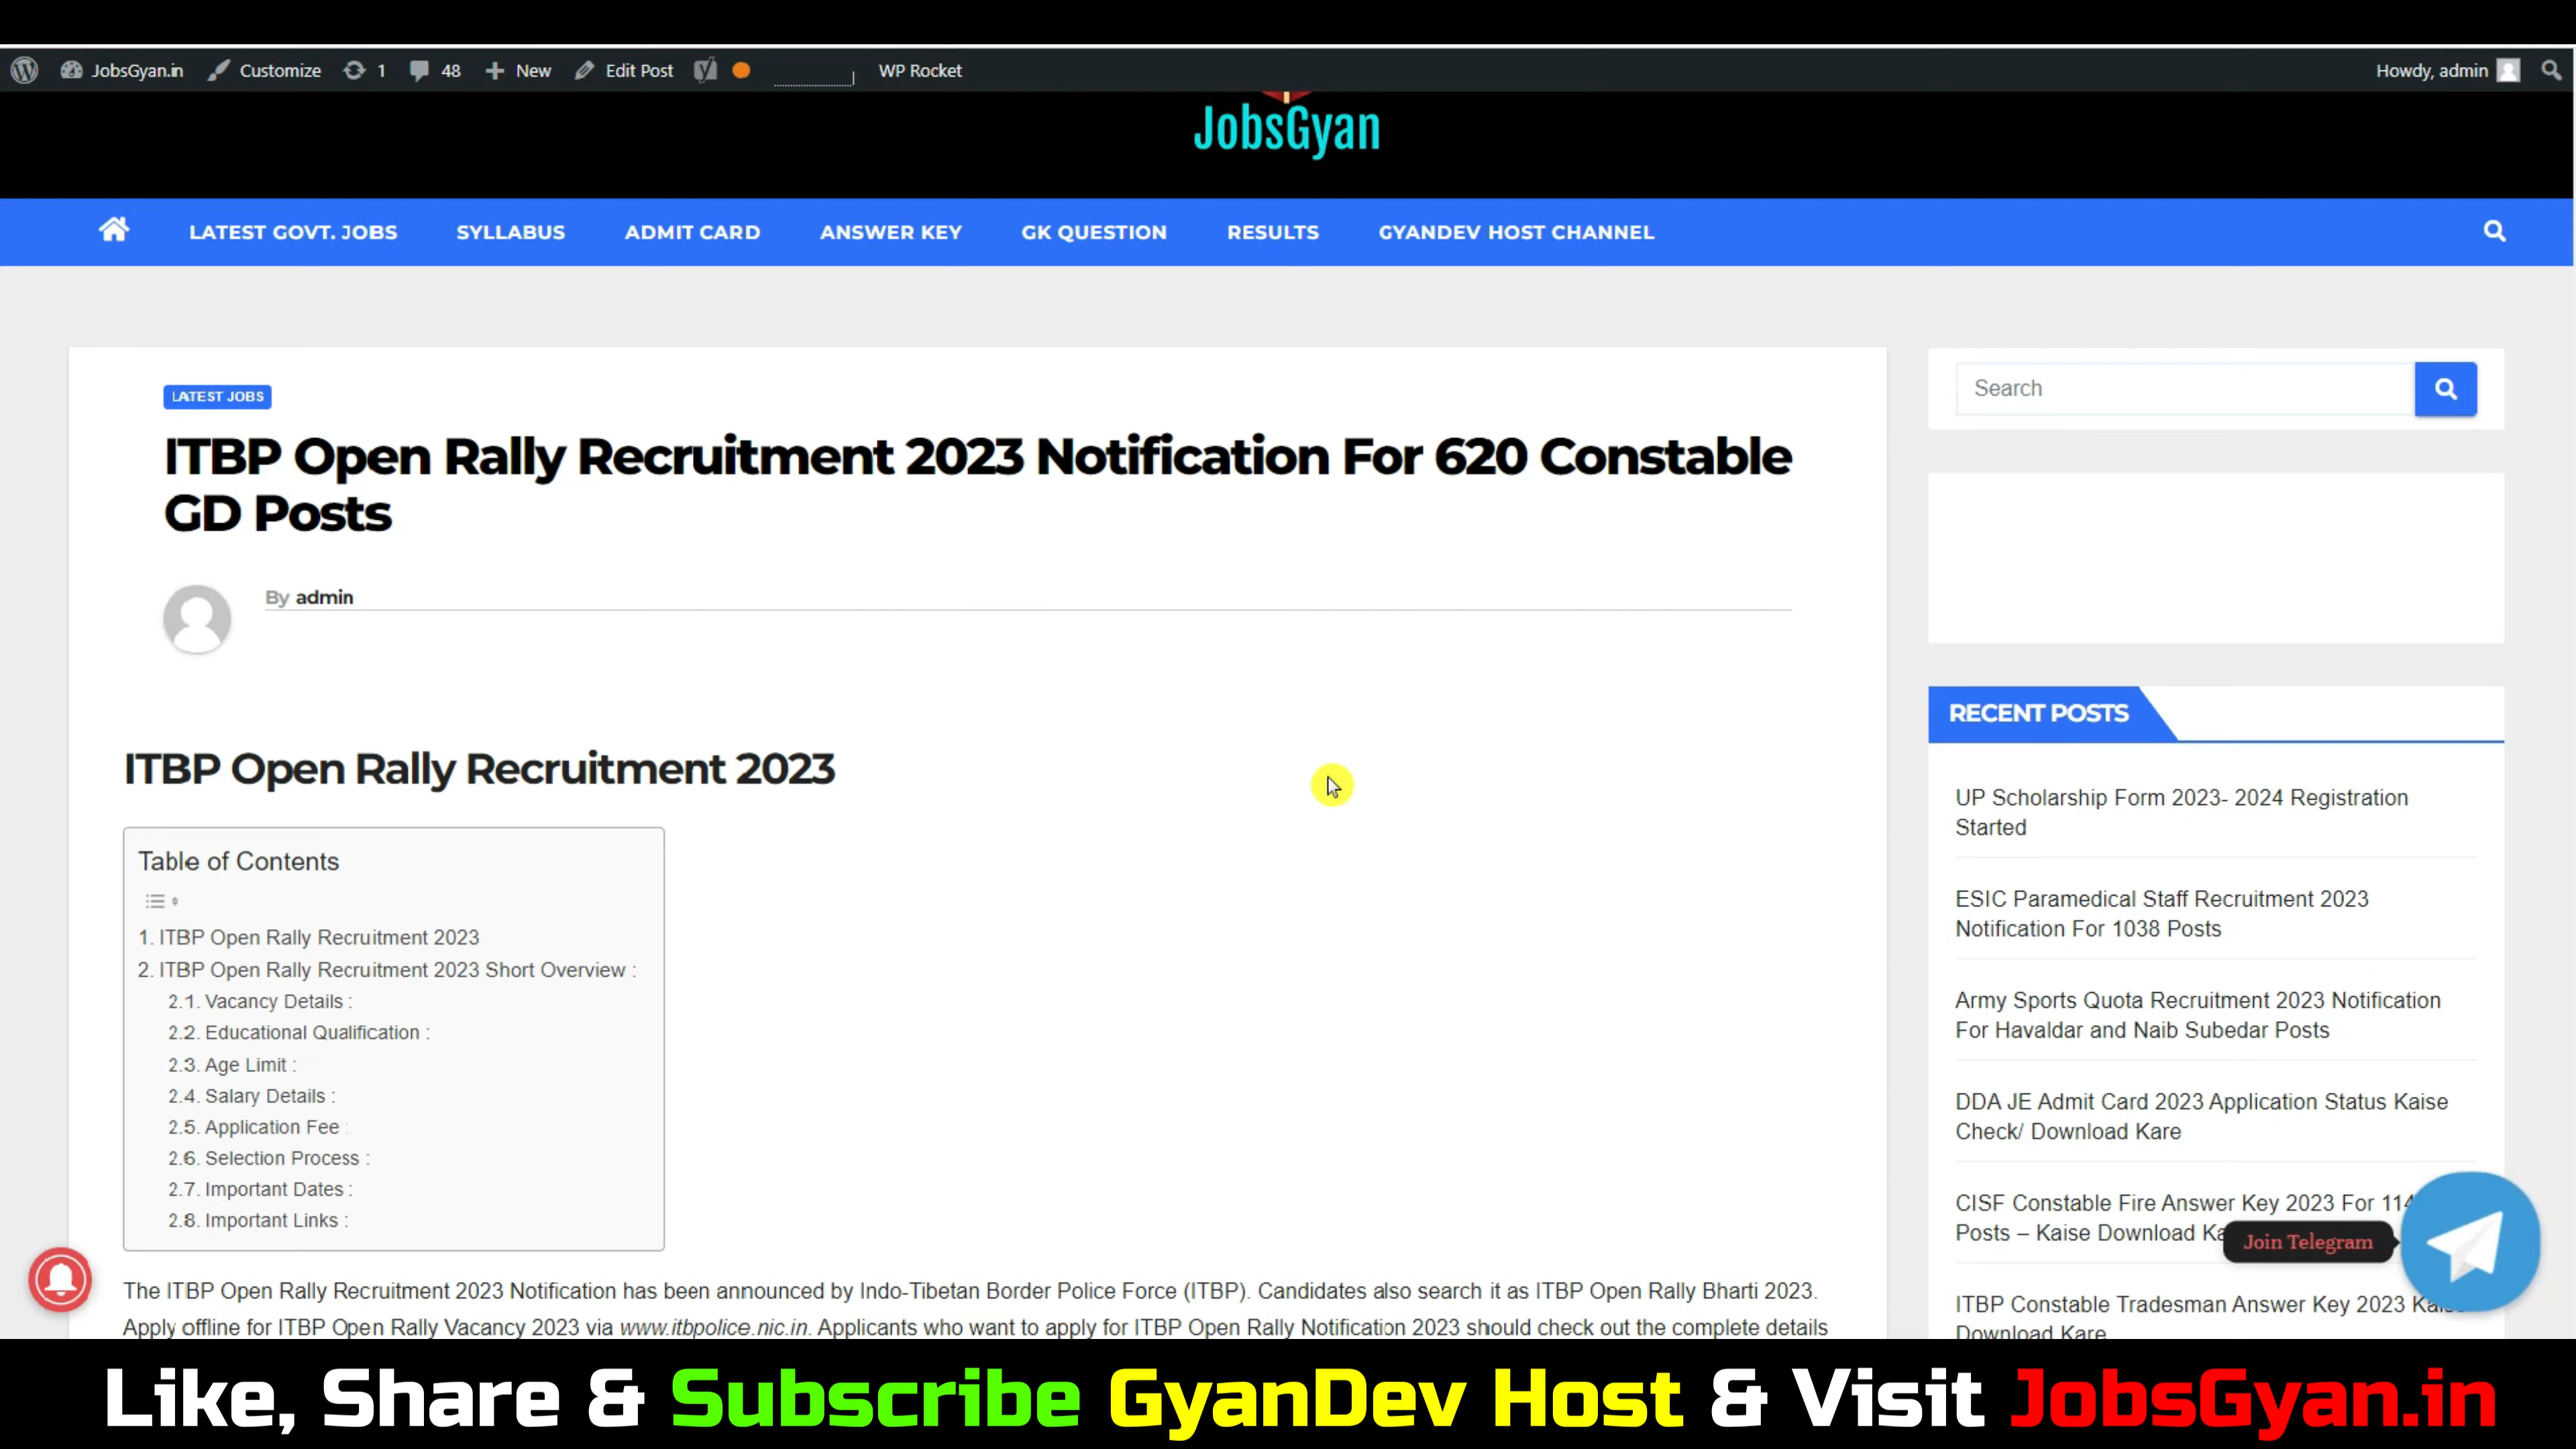 JobsGyan.in Customize 1 48 New Edit Post WP Rocket Howdy, admin
JobsGyan
LATEST GOVT. JOBS SYLLABUS ADMIT CARD ANSWER KEY GK QUESTION RESULTS GYANDEV HOST CHANNEL
LATEST JOBS
ITBP Open Rally Recruitment 2023 Notification For 620 Constable
GD Posts
By admin
ITBP Open Rally Recruitment 2023
Table of Contents
1. ITBP Open Rally Recruitment 2023
2. ITBP Open Rally Recruitment 2023 Short Overview :
2.1. Vacancy Details :
2.2. Educational Qualification :
2.3. Age Limit :
2.4. Salary Details :
2.5. Application Fee :
2.6. Selection Process :
2.7. Important Dates :
2.8. Important Links :
The ITBP Open Rally Recruitment 2023 Notification has been announced by Indo-Tibetan Border Police Force (ITBP). Candidates also search it as ITBP Open Rally Bharti 2023.
Apply offline for ITBP Open Rally Vacancy 2023 via www.itbpolice.nic.in. Applicants who want to apply for ITBP Open Rally Notification 2023 should check out the complete details
Search
RECENT POSTS
UP Scholarship Form 2023- 2024 Registration
Started
ESIC Paramedical Staff Recruitment 2023
Notification For 1038 Posts
Army Sports Quota Recruitment 2023 Notification
For Havaldar and Naib Subedar Posts
DDA JE Admit Card 2023 Application Status Kaise
Check/ Download Kare
CISF Constable Fire Answer Key 2023 For
Posts – Kaise Download
Join Telegram
ITBP Constable Tradesman Answer Key 2023
Download Kare
Like, Share & Subscribe GyanDev Host & Visit JobsGyan.in